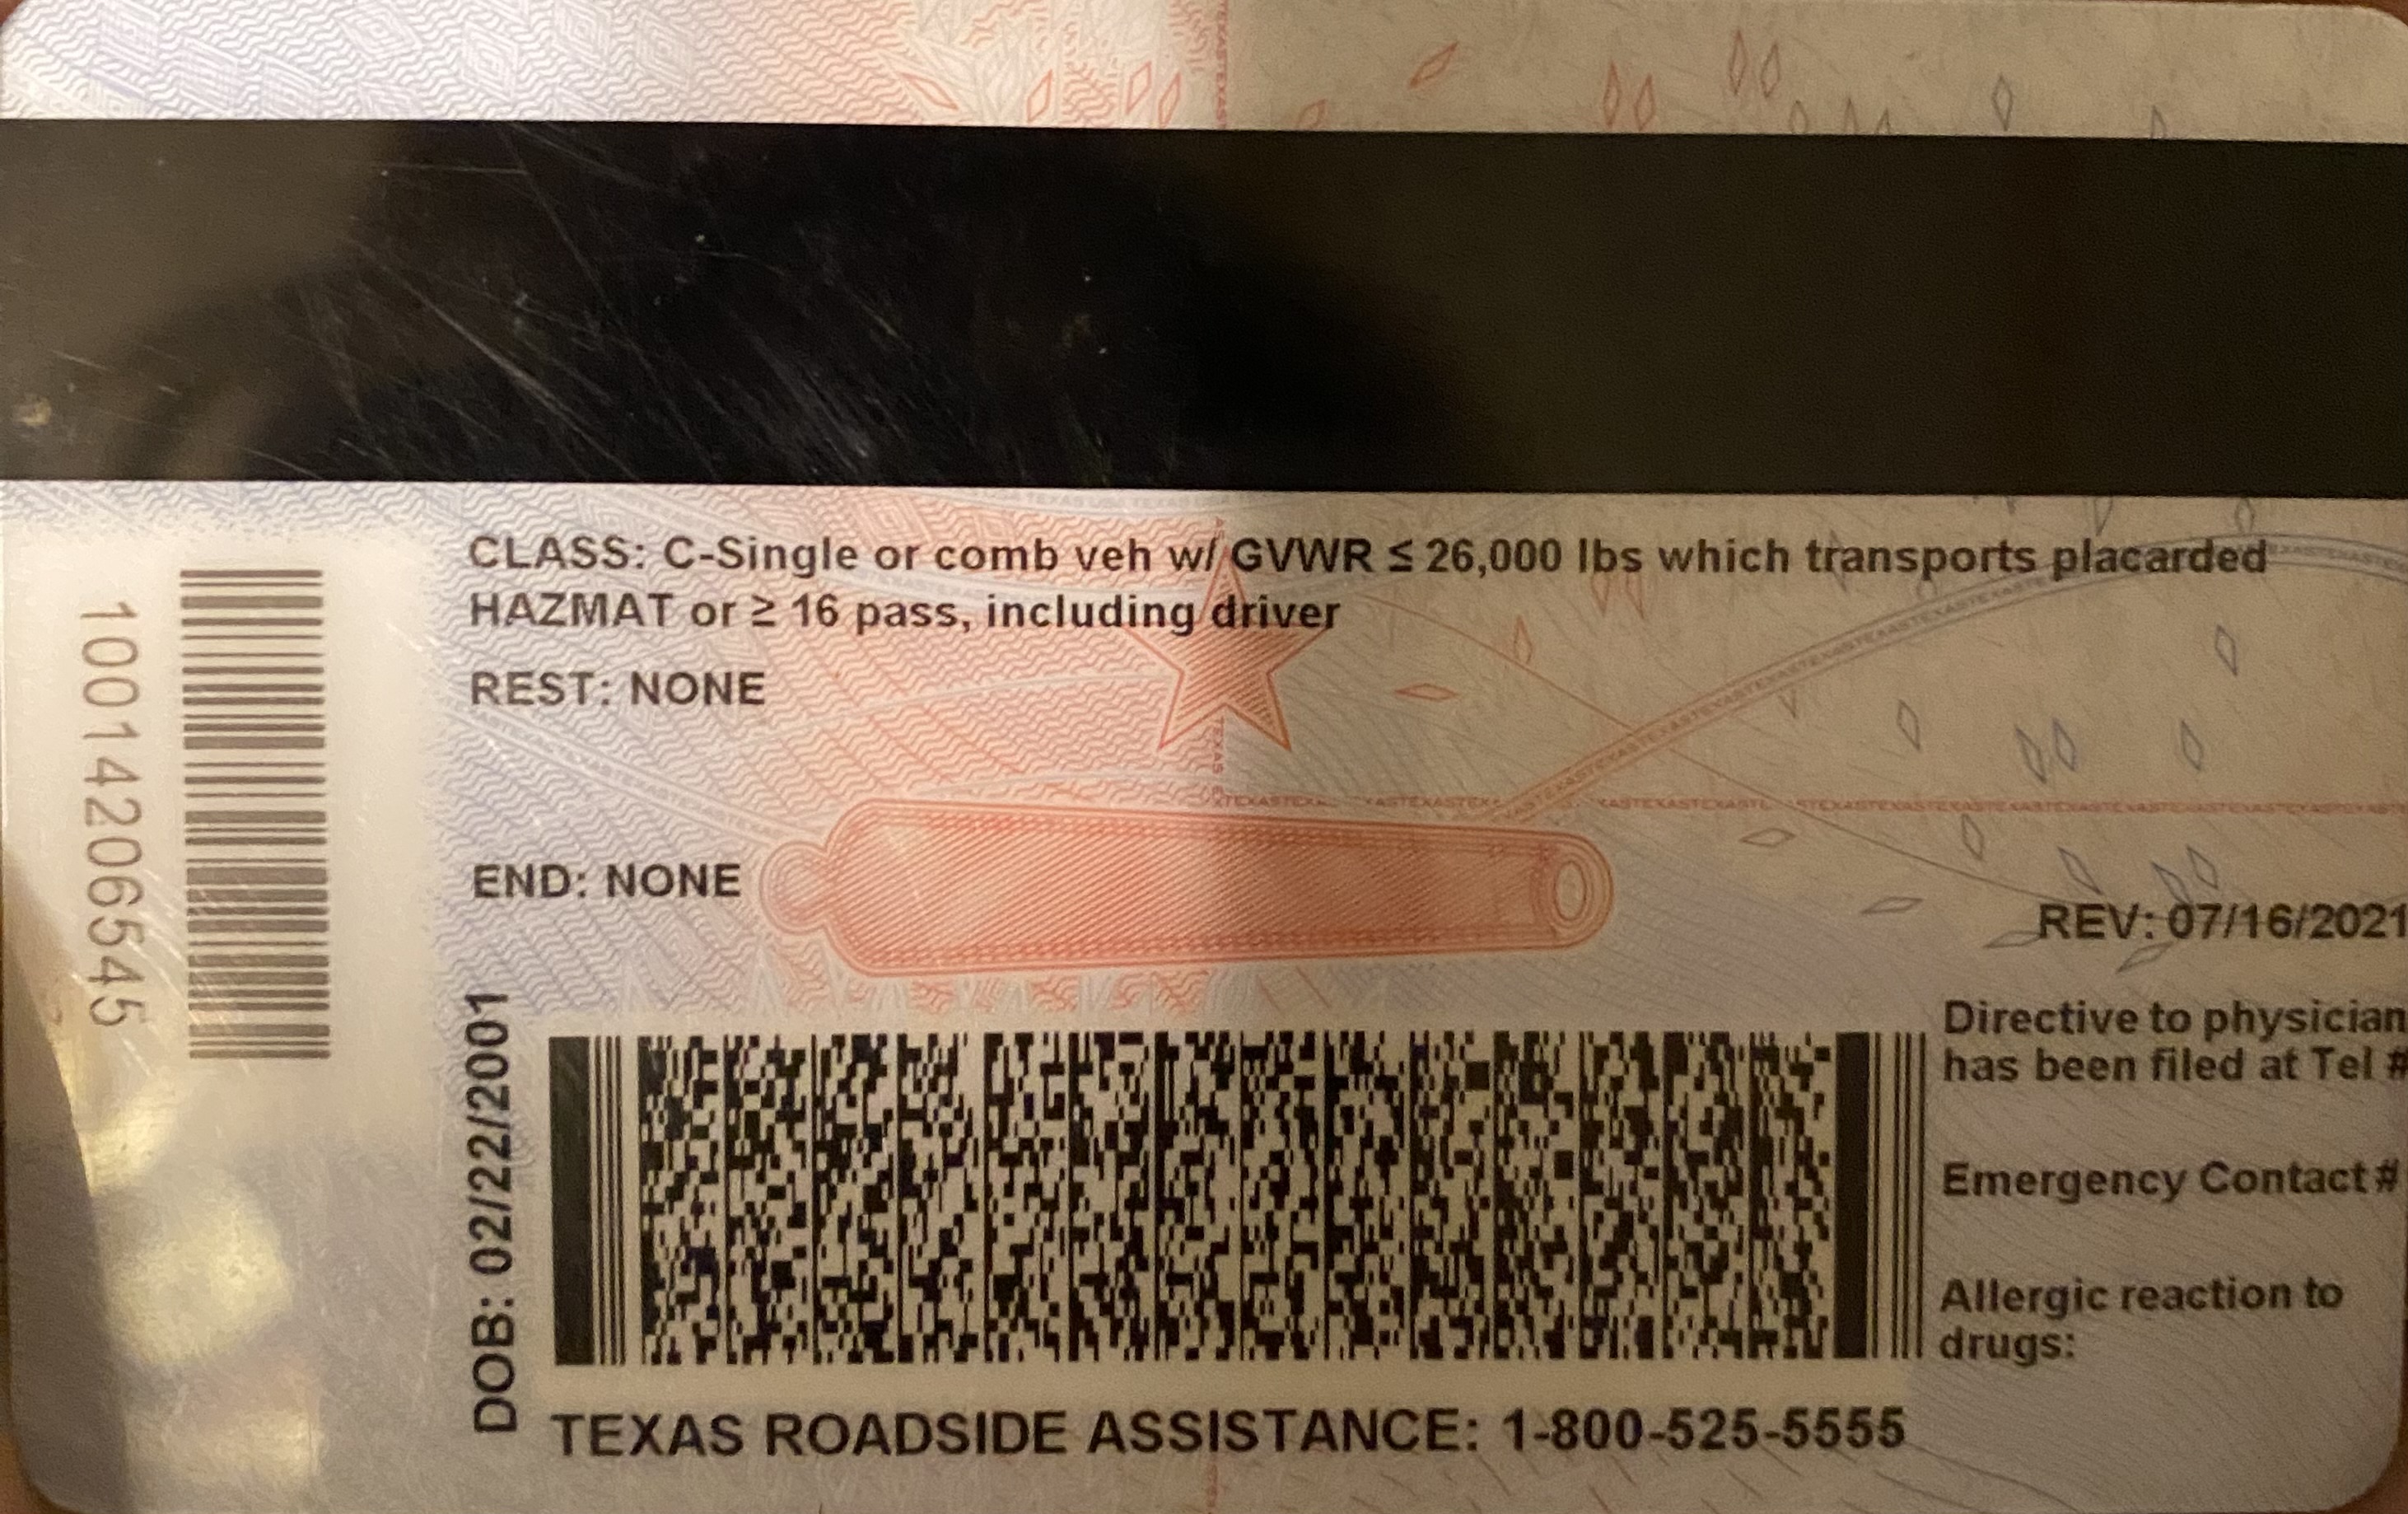 CLASS: C-Single or comb veh w/ GVWR ≤ 26,000 lbs which transports placarded
HAZMAT or ≥ 16 pass, including driver
REST: NONE
END: NONE
REV: 07/16/2021
10014206545
DOB: 02/22/2001
Directive to physician
has been filed at Tel #
Emergency Contact #
Allergic reaction to
drugs:
TEXAS ROADSIDE ASSISTANCE: 1-800-525-5555